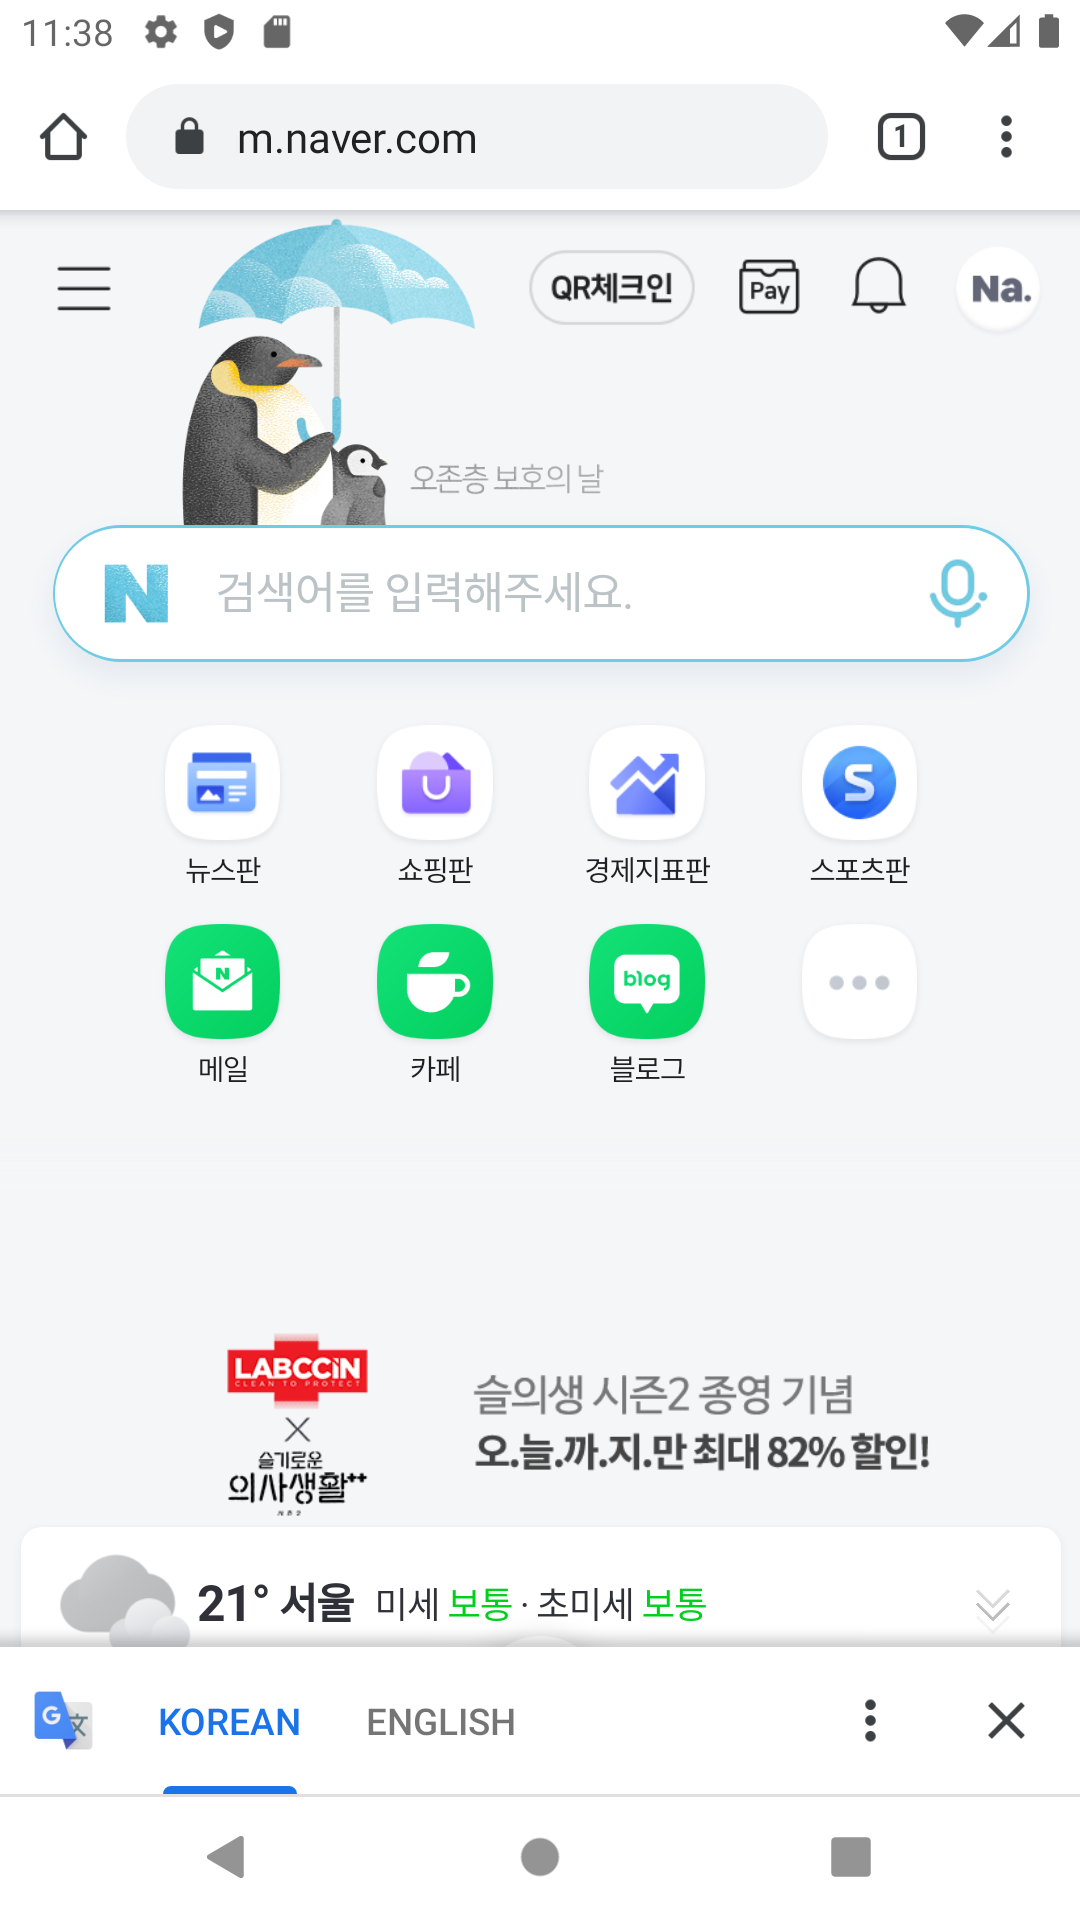 11:38
m.naver.com
1
QR체크인
Pay
Na.
오존층 보호의 날
N
검색어를 입력해주세요.
S
뉴스판
쇼핑판
경제지표판
스포츠판
N
blog
메일
카페
블로그
LABCCiN
CLEAN TO PROTECT
슬기로운
의사생활
시즌2
슬의생 시즌2 종영 기념
오.늘.까.지.만 최대 82% 할인!
21° 서울 미세 보통 · 초미세 보통
G 文
KOREAN
ENGLISH